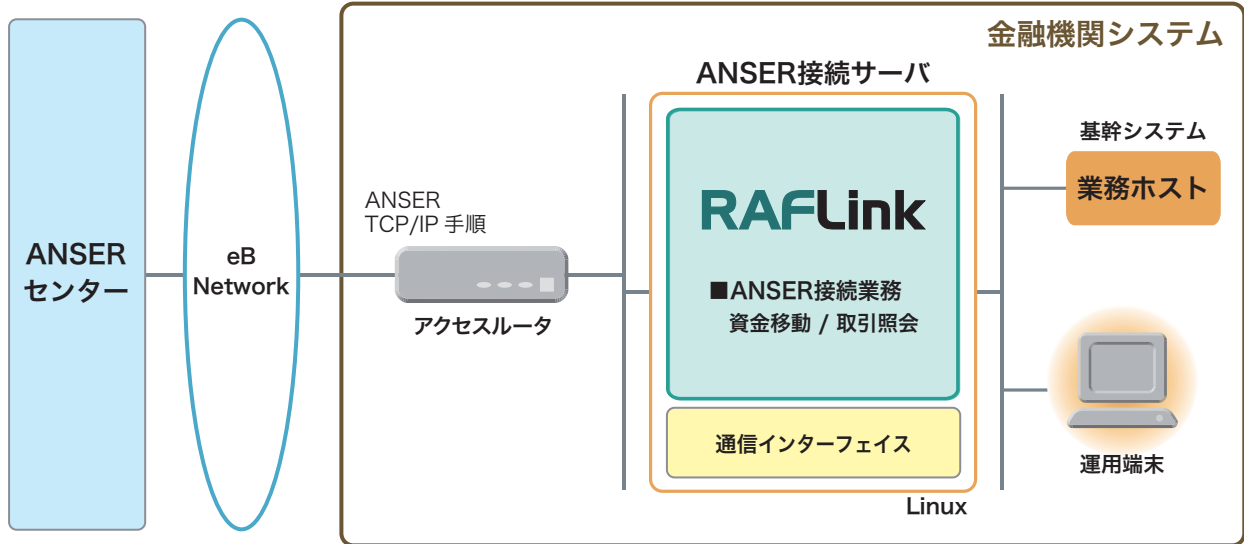 金融機関システム
ANSER接続サーバ
基幹システム
業務ホスト
ANSER
TCP/IP 手順
RAFLink
ANSER
センター
eB
Network
■ANSER接続業務
資金移動 / 取引照会
アクセスルータ
通信インターフェイス
運用端末
Linux